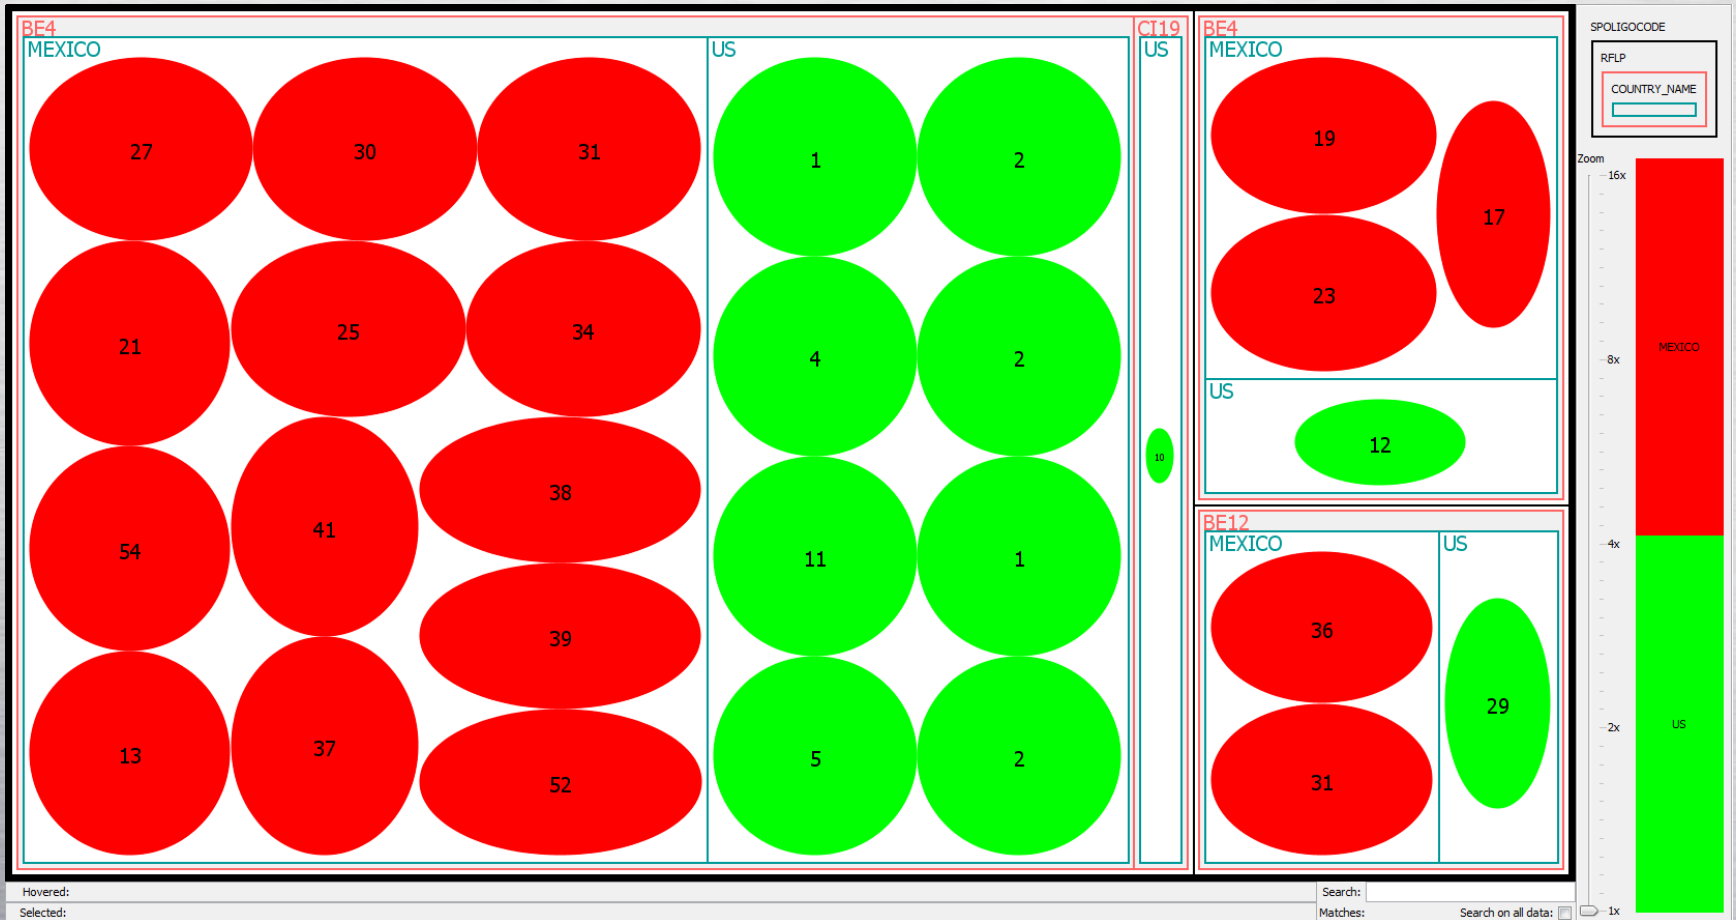 BE4 CI19 BE4 SPOLIGOCODE
MEXICO US US MEXICO RFLP
COUNTRY_NAME
27 30 31 1 2 19
Zoom
16x
17
21 25 34 4 2 23
8x MEXICO
US
12
10
38
BE12
54 41 11 1 MEXICO US 4x
39 36
29
13 37 52 5 2 31
2x US
Hovered: Search:
Selected: Matches: Search on all data: 1x